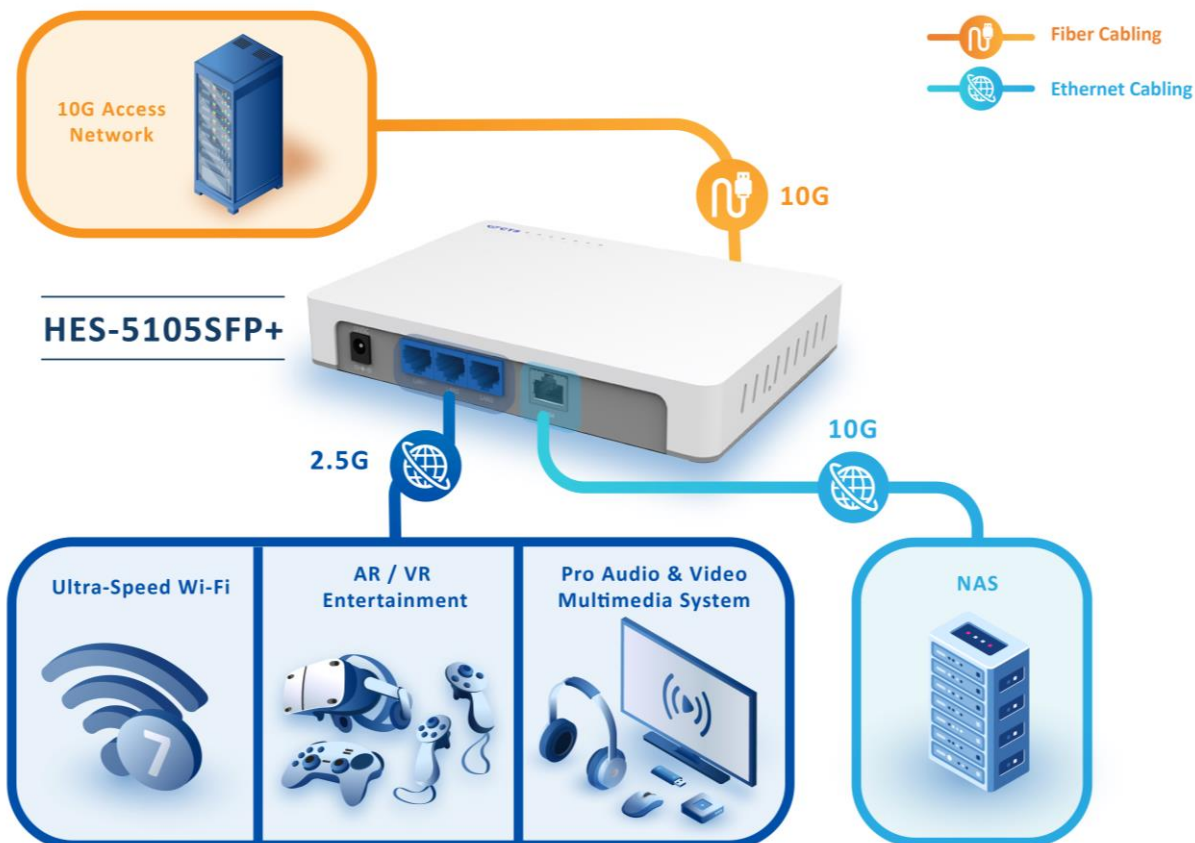 Fiber Cabling
Ethernet Cabling
10G Access
Network
10G
CTS
HES-5105SFP+
2.5G
10G
Ultra-Speed Wi-Fi
AR / VR
Entertainment
Pro Audio & Video
Multimedia System
NAS
7